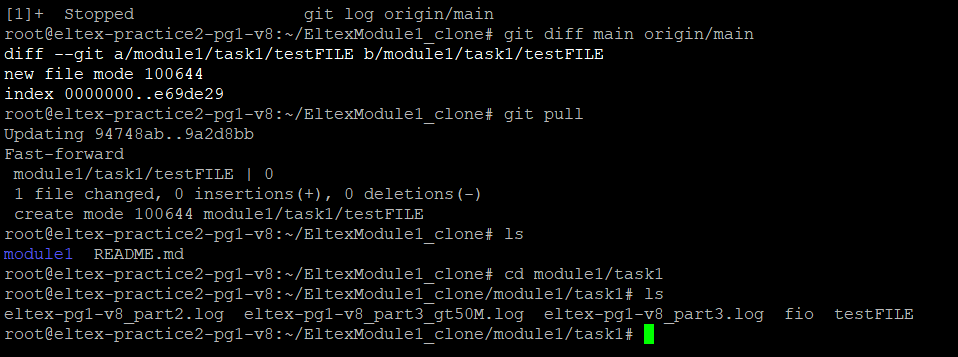 [1]+  Stopped                 git log origin/main
root@eltex-practice2-pg1-v8:~/EltexModule1_clone# git diff main origin/main
diff --git a/module1/task1/testFILE b/module1/task1/testFILE
new file mode 100644
index 0000000..e69de29
root@eltex-practice2-pg1-v8:~/EltexModule1_clone# git pull
Updating 94748ab..9a2d8bb
Fast-forward
 module1/task1/testFILE | 0
 1 file changed, 0 insertions(+), 0 deletions(-)
 create mode 100644 module1/task1/testFILE
root@eltex-practice2-pg1-v8:~/EltexModule1_clone# ls
module1  README.md
root@eltex-practice2-pg1-v8:~/EltexModule1_clone# cd module1/task1
root@eltex-practice2-pg1-v8:~/EltexModule1_clone/module1/task1# ls
eltex-pg1-v8_part2.log  eltex-pg1-v8_part3_gt50M.log  eltex-pg1-v8_part3.log  fio  testFILE
root@eltex-practice2-pg1-v8:~/EltexModule1_clone/module1/task1#